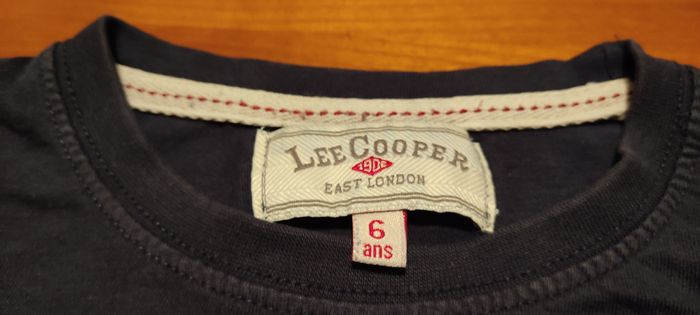 LEE COOPER
1908
EAST LONDON
6
ans